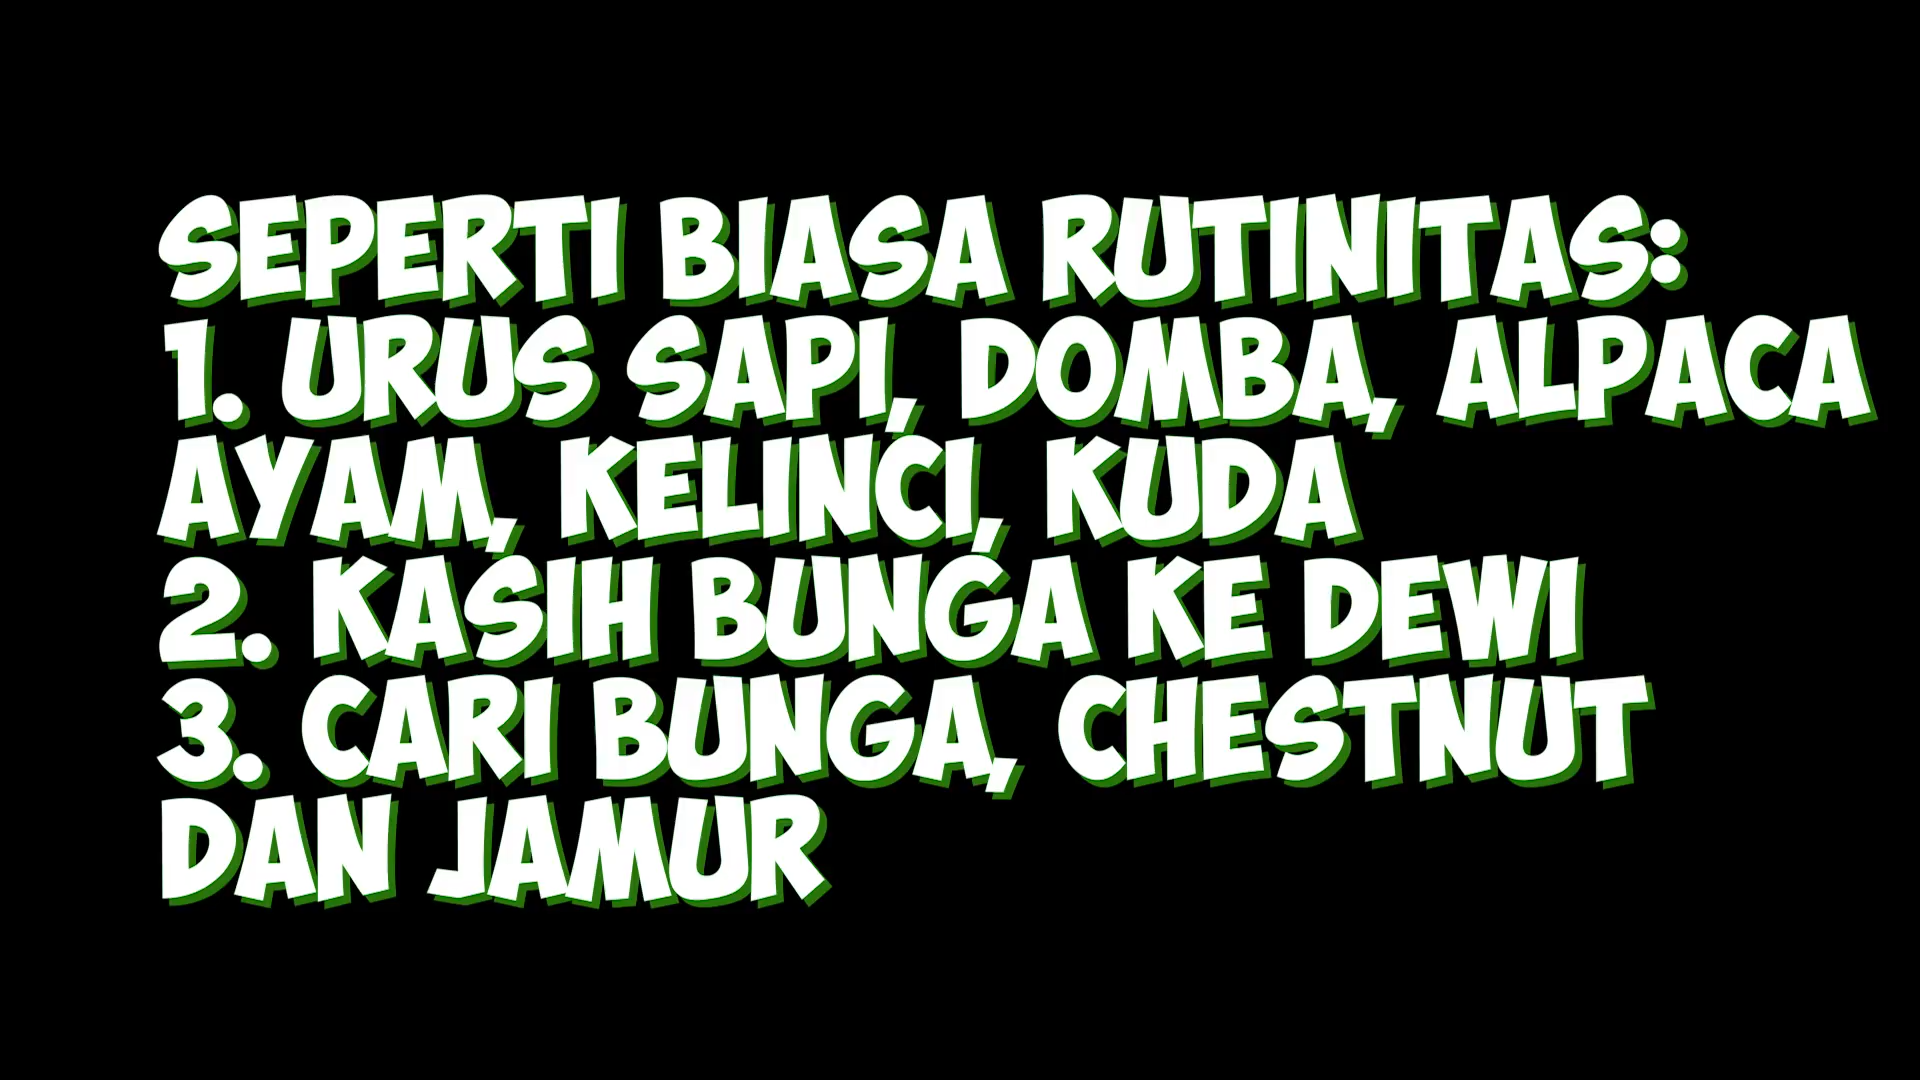 SEPERTI BIASA RUTINITAS:
1. URUS SAPI, DOMBA, ALPACA
AYAM, KELINCI, KUDA
2. KASIH BUNGA KE DEWI
3. CARI BUNGA, CHESTNUT
DAN JAMUR